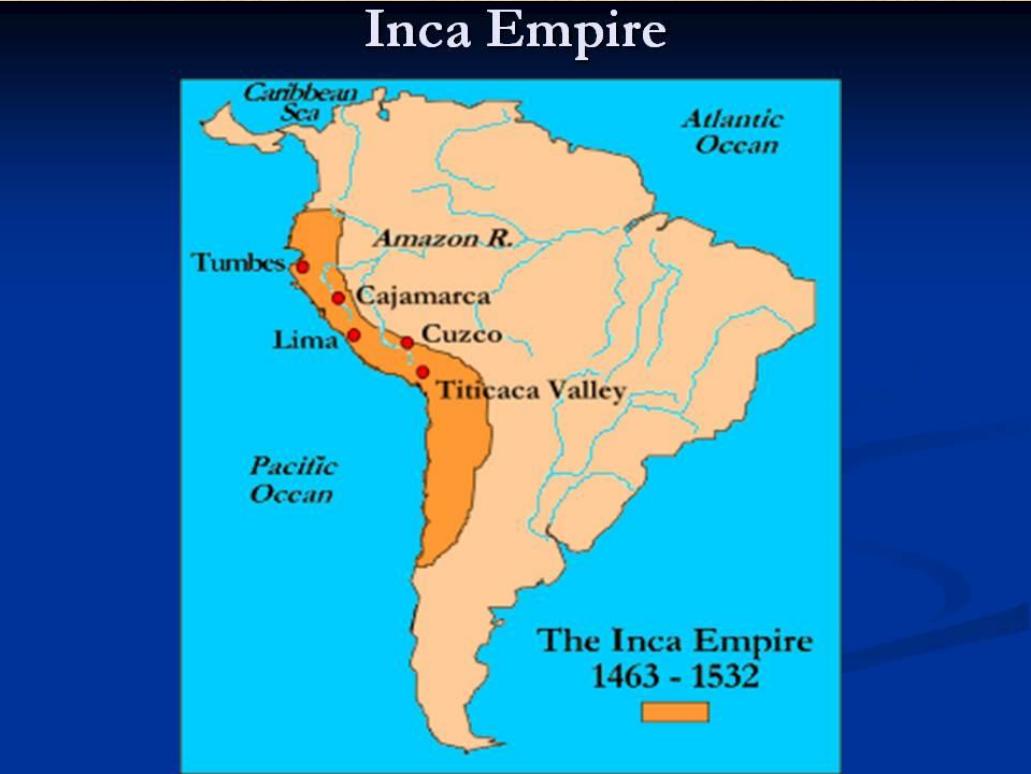 Inca Empire
Caribbean
Sea
Atlantic
Ocean
Amazon R.
Tumbes
Cajamarca
Lima
Cuzco
Titicaca Valley
Pacific
Ocean
The Inca Empire
1463 - 1532